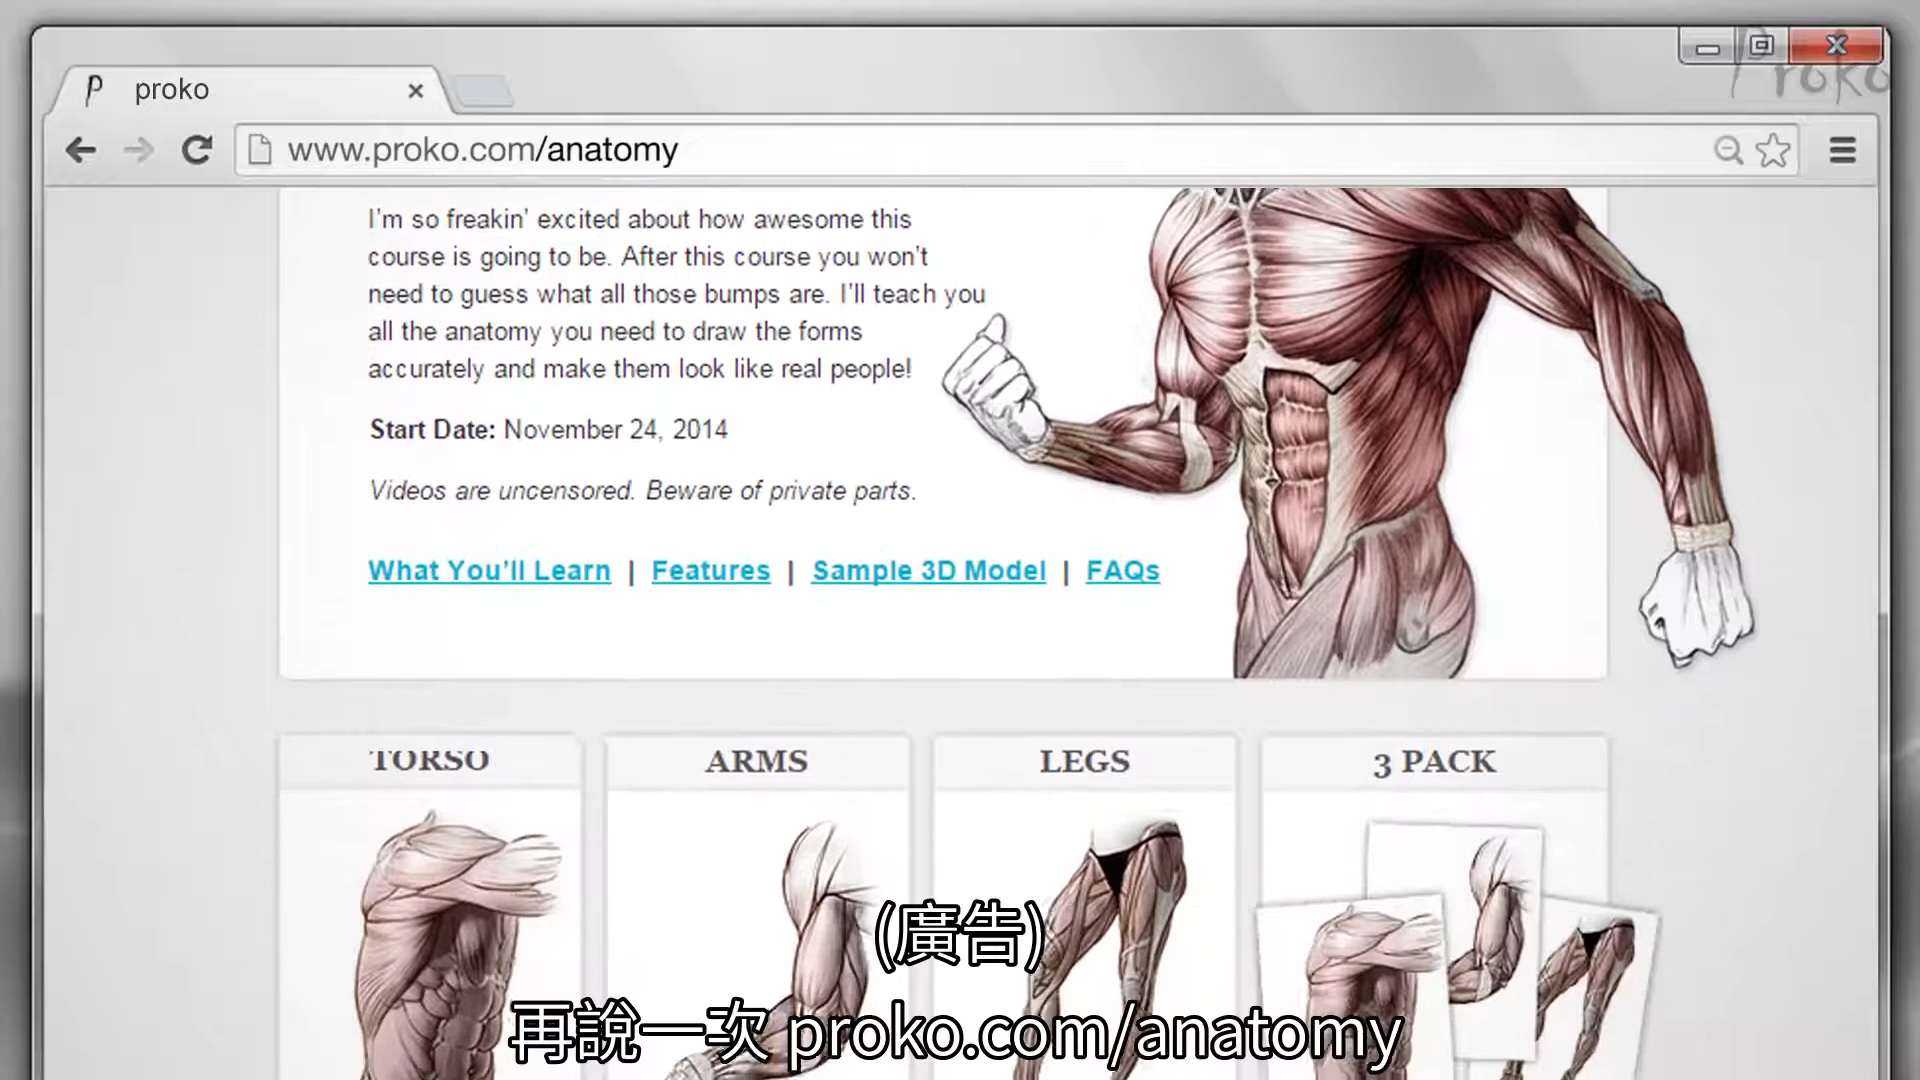 Proko
proko
www.proko.com/anatomy
I'm so freakin' excited about how awesome this
course is going to be. After this course you won't
need to guess what all those bumps are. I'll teach you
all the anatomy you need to draw the forms
accurately and make them look like real people!
Start Date: November 24, 2014
Videos are uncensored. Beware of private parts.
What You'll Learn | Features | Sample 3D Model | FAQs
TORSO
ARMS
LEGS
3 PACK
(廣告)
再說一次 proko.com/anatomy